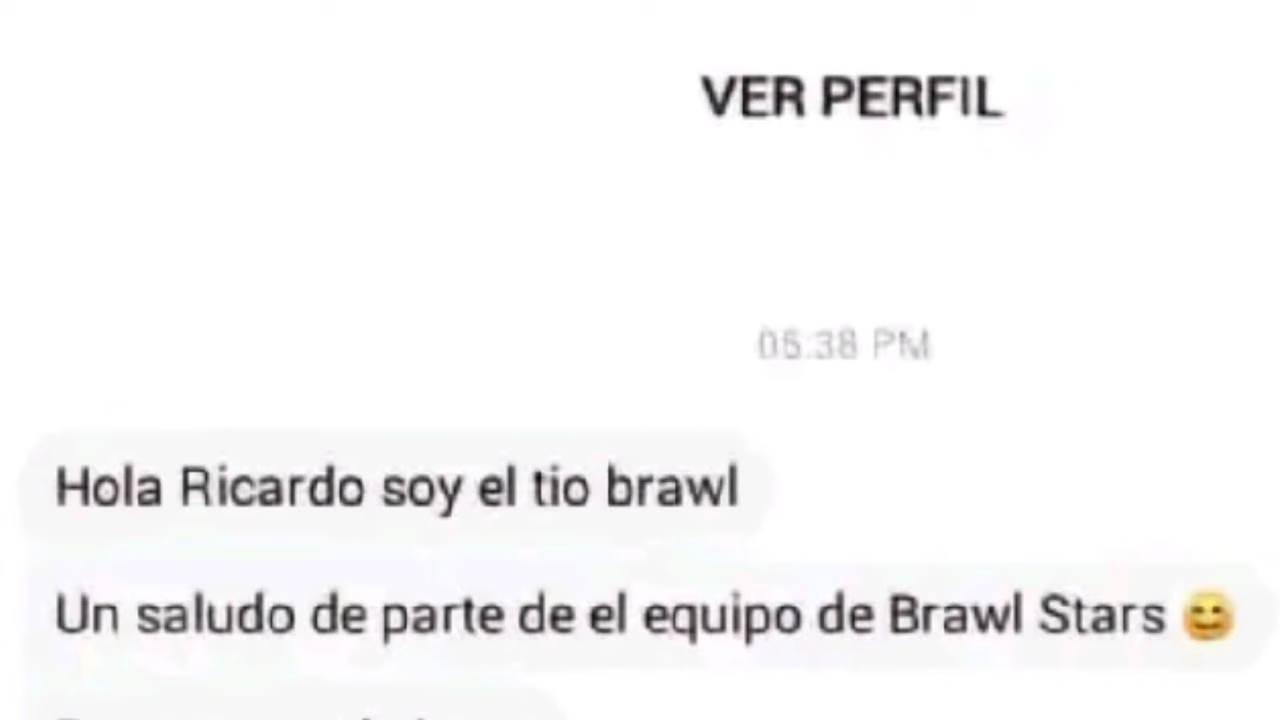 VER PERFIL
05:38 PM
Hola Ricardo soy el tio brawl
Un saludo de parte de el equipo de Brawl Stars 😊